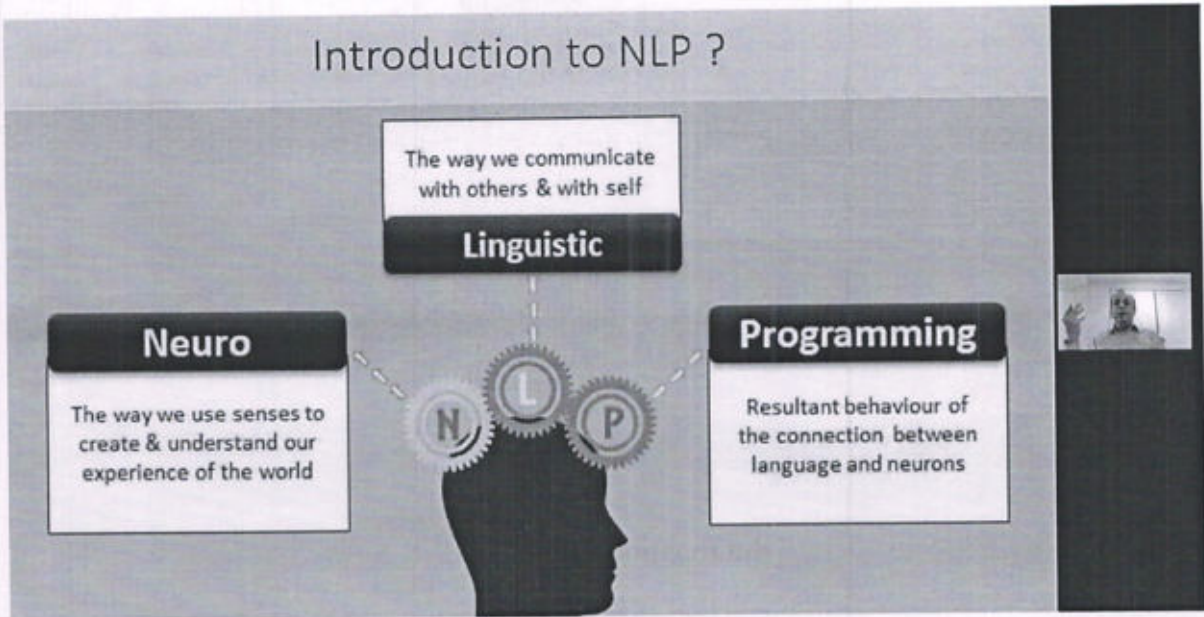 Introduction to NLP ?
The way we communicate
with others & with self
Linguistic
Neuro
The way we use senses to
create & understand our
experience of the world
N
L
P
Programming
Resultant behaviour of
the connection between
language and neurons